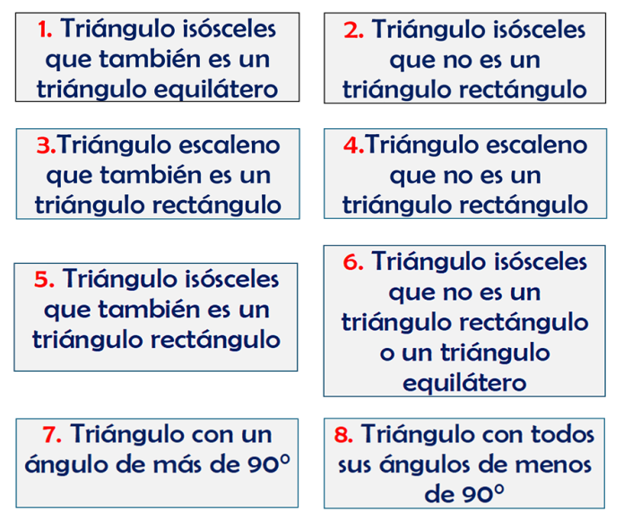 1. Triángulo isósceles
que también es un
triángulo equilátero
2. Triángulo isósceles
que no es un
triángulo rectángulo
3.Triángulo escaleno
que también es un
triángulo rectángulo
4.Triángulo escaleno
que no es un
triángulo rectángulo
5. Triángulo isósceles
que también es un
triángulo rectángulo
6. Triángulo isósceles
que no es un
triángulo rectángulo
o un triángulo
equilátero
7. Triángulo con un
ángulo de más de 90°
8. Triángulo con todos
sus ángulos de menos
de 90°